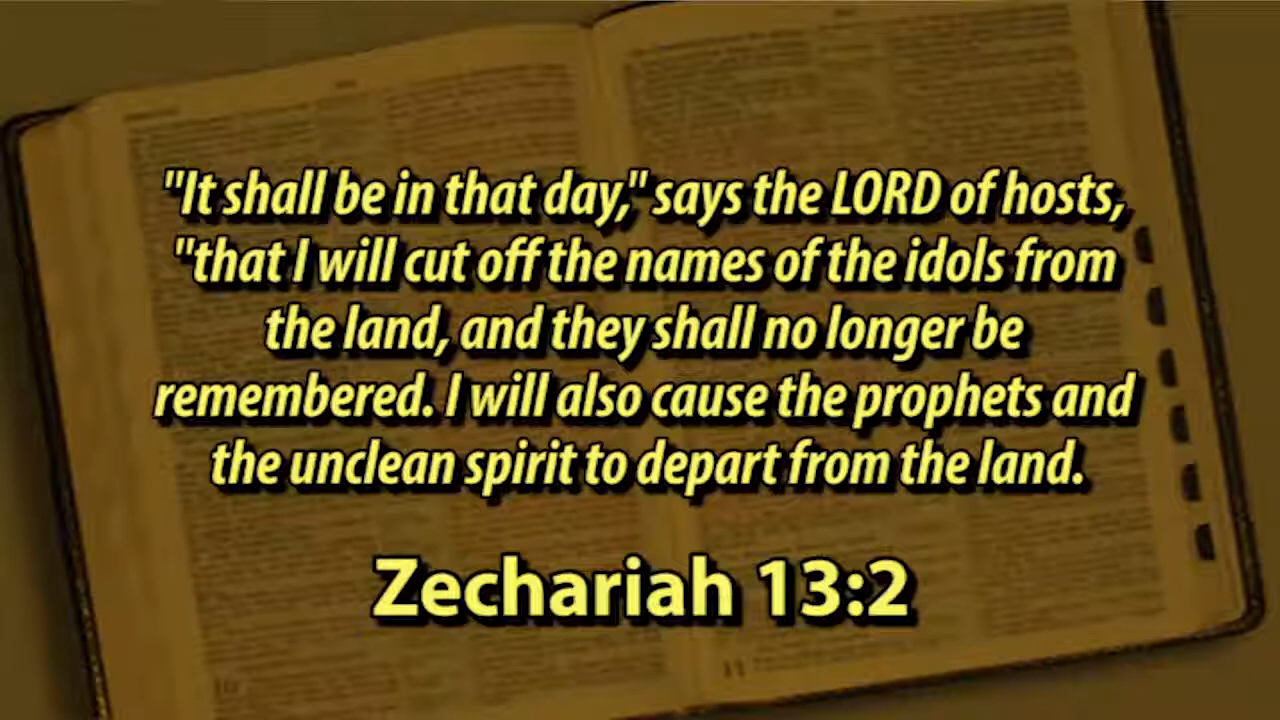 "It shall be in that day," says the LORD of hosts,
"that I will cut off the names of the idols from
the land, and they shall no longer be
remembered. I will also cause the prophets and
the unclean spirit to depart from the land.
Zechariah 13:2